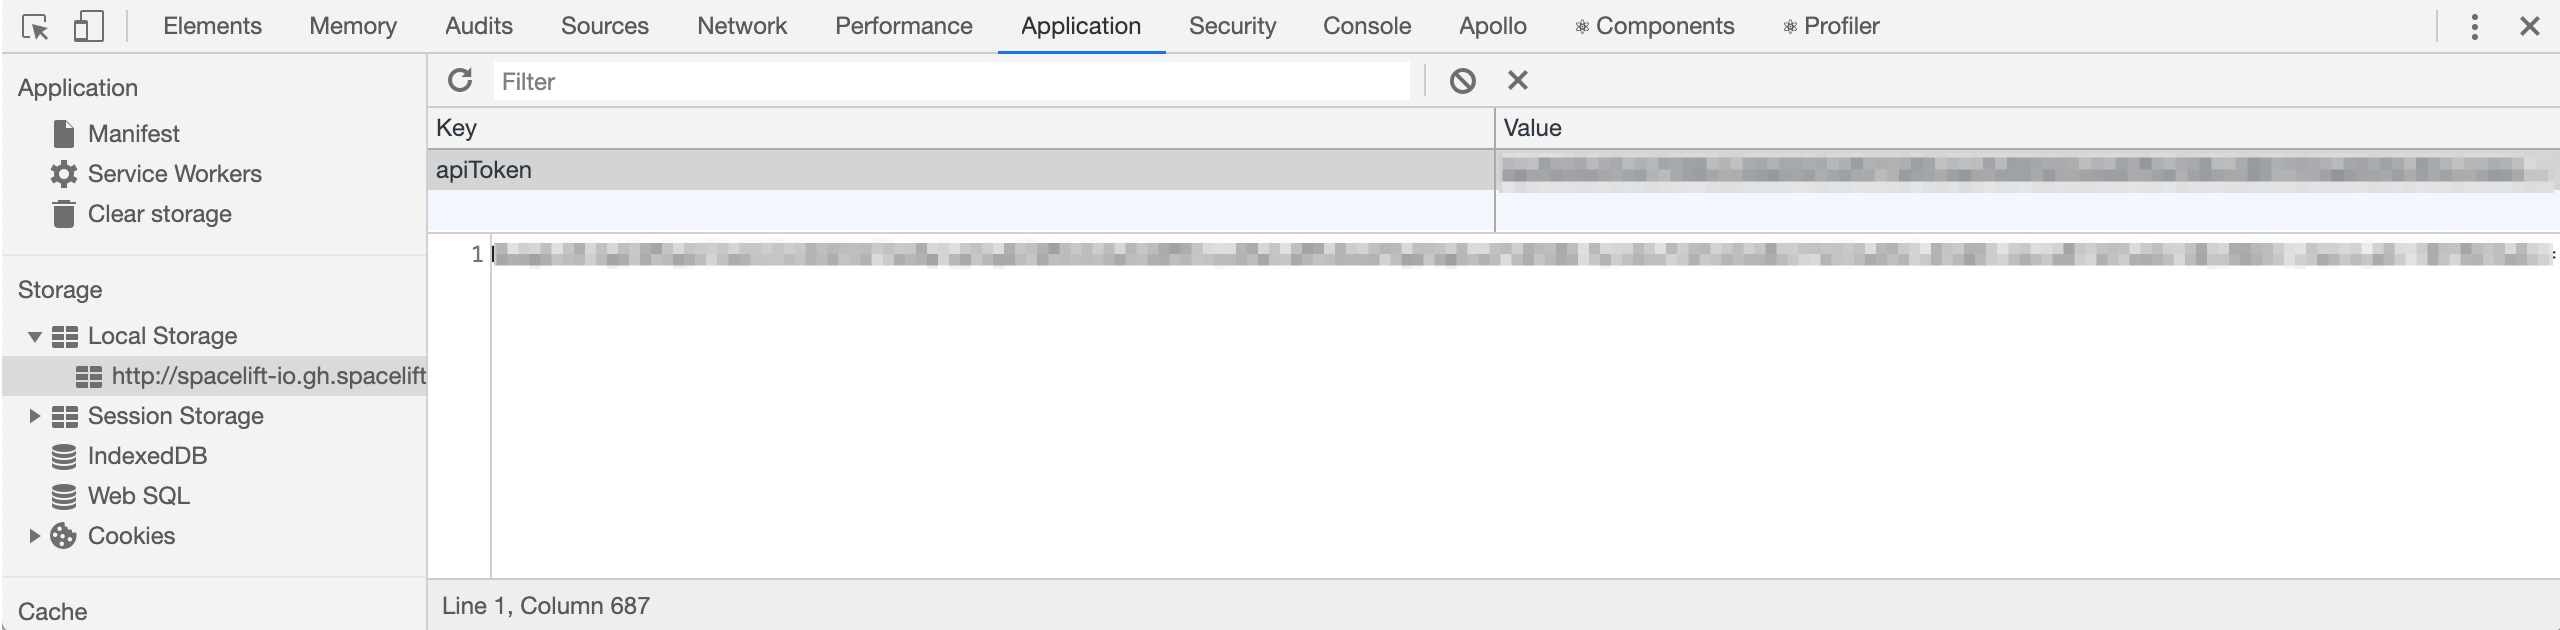 Elements Memory Audits Sources Network Performance Application Security Console Apollo ⚛ Components ⚛ Profiler
Application
Manifest
Service Workers
Clear storage
Storage
Local Storage
http://spacelift-io.gh.spacelift
Session Storage
IndexedDB
Web SQL
Cookies
Cache
Filter
Key Value
apiToken
1
Line 1, Column 687